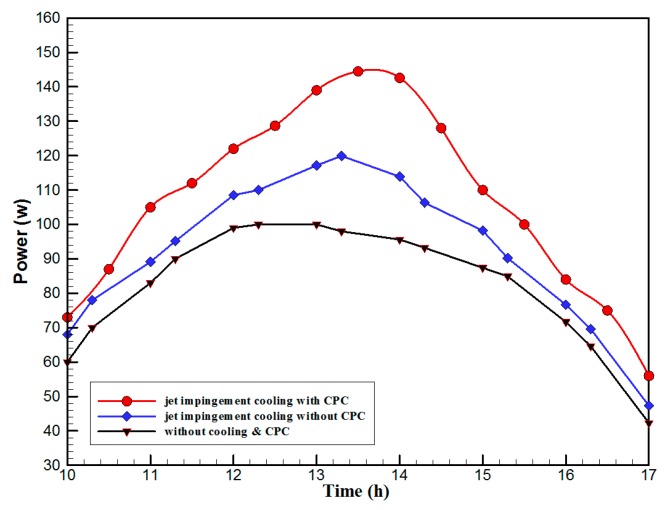 160
150
140
130
120
110
100
90
80
70
60
50
40
30
Power (w)
jet impingement cooling with CPC
jet impingement cooling without CPC
without cooling & CPC
10 11 12 13 14 15 16 17
Time (h)